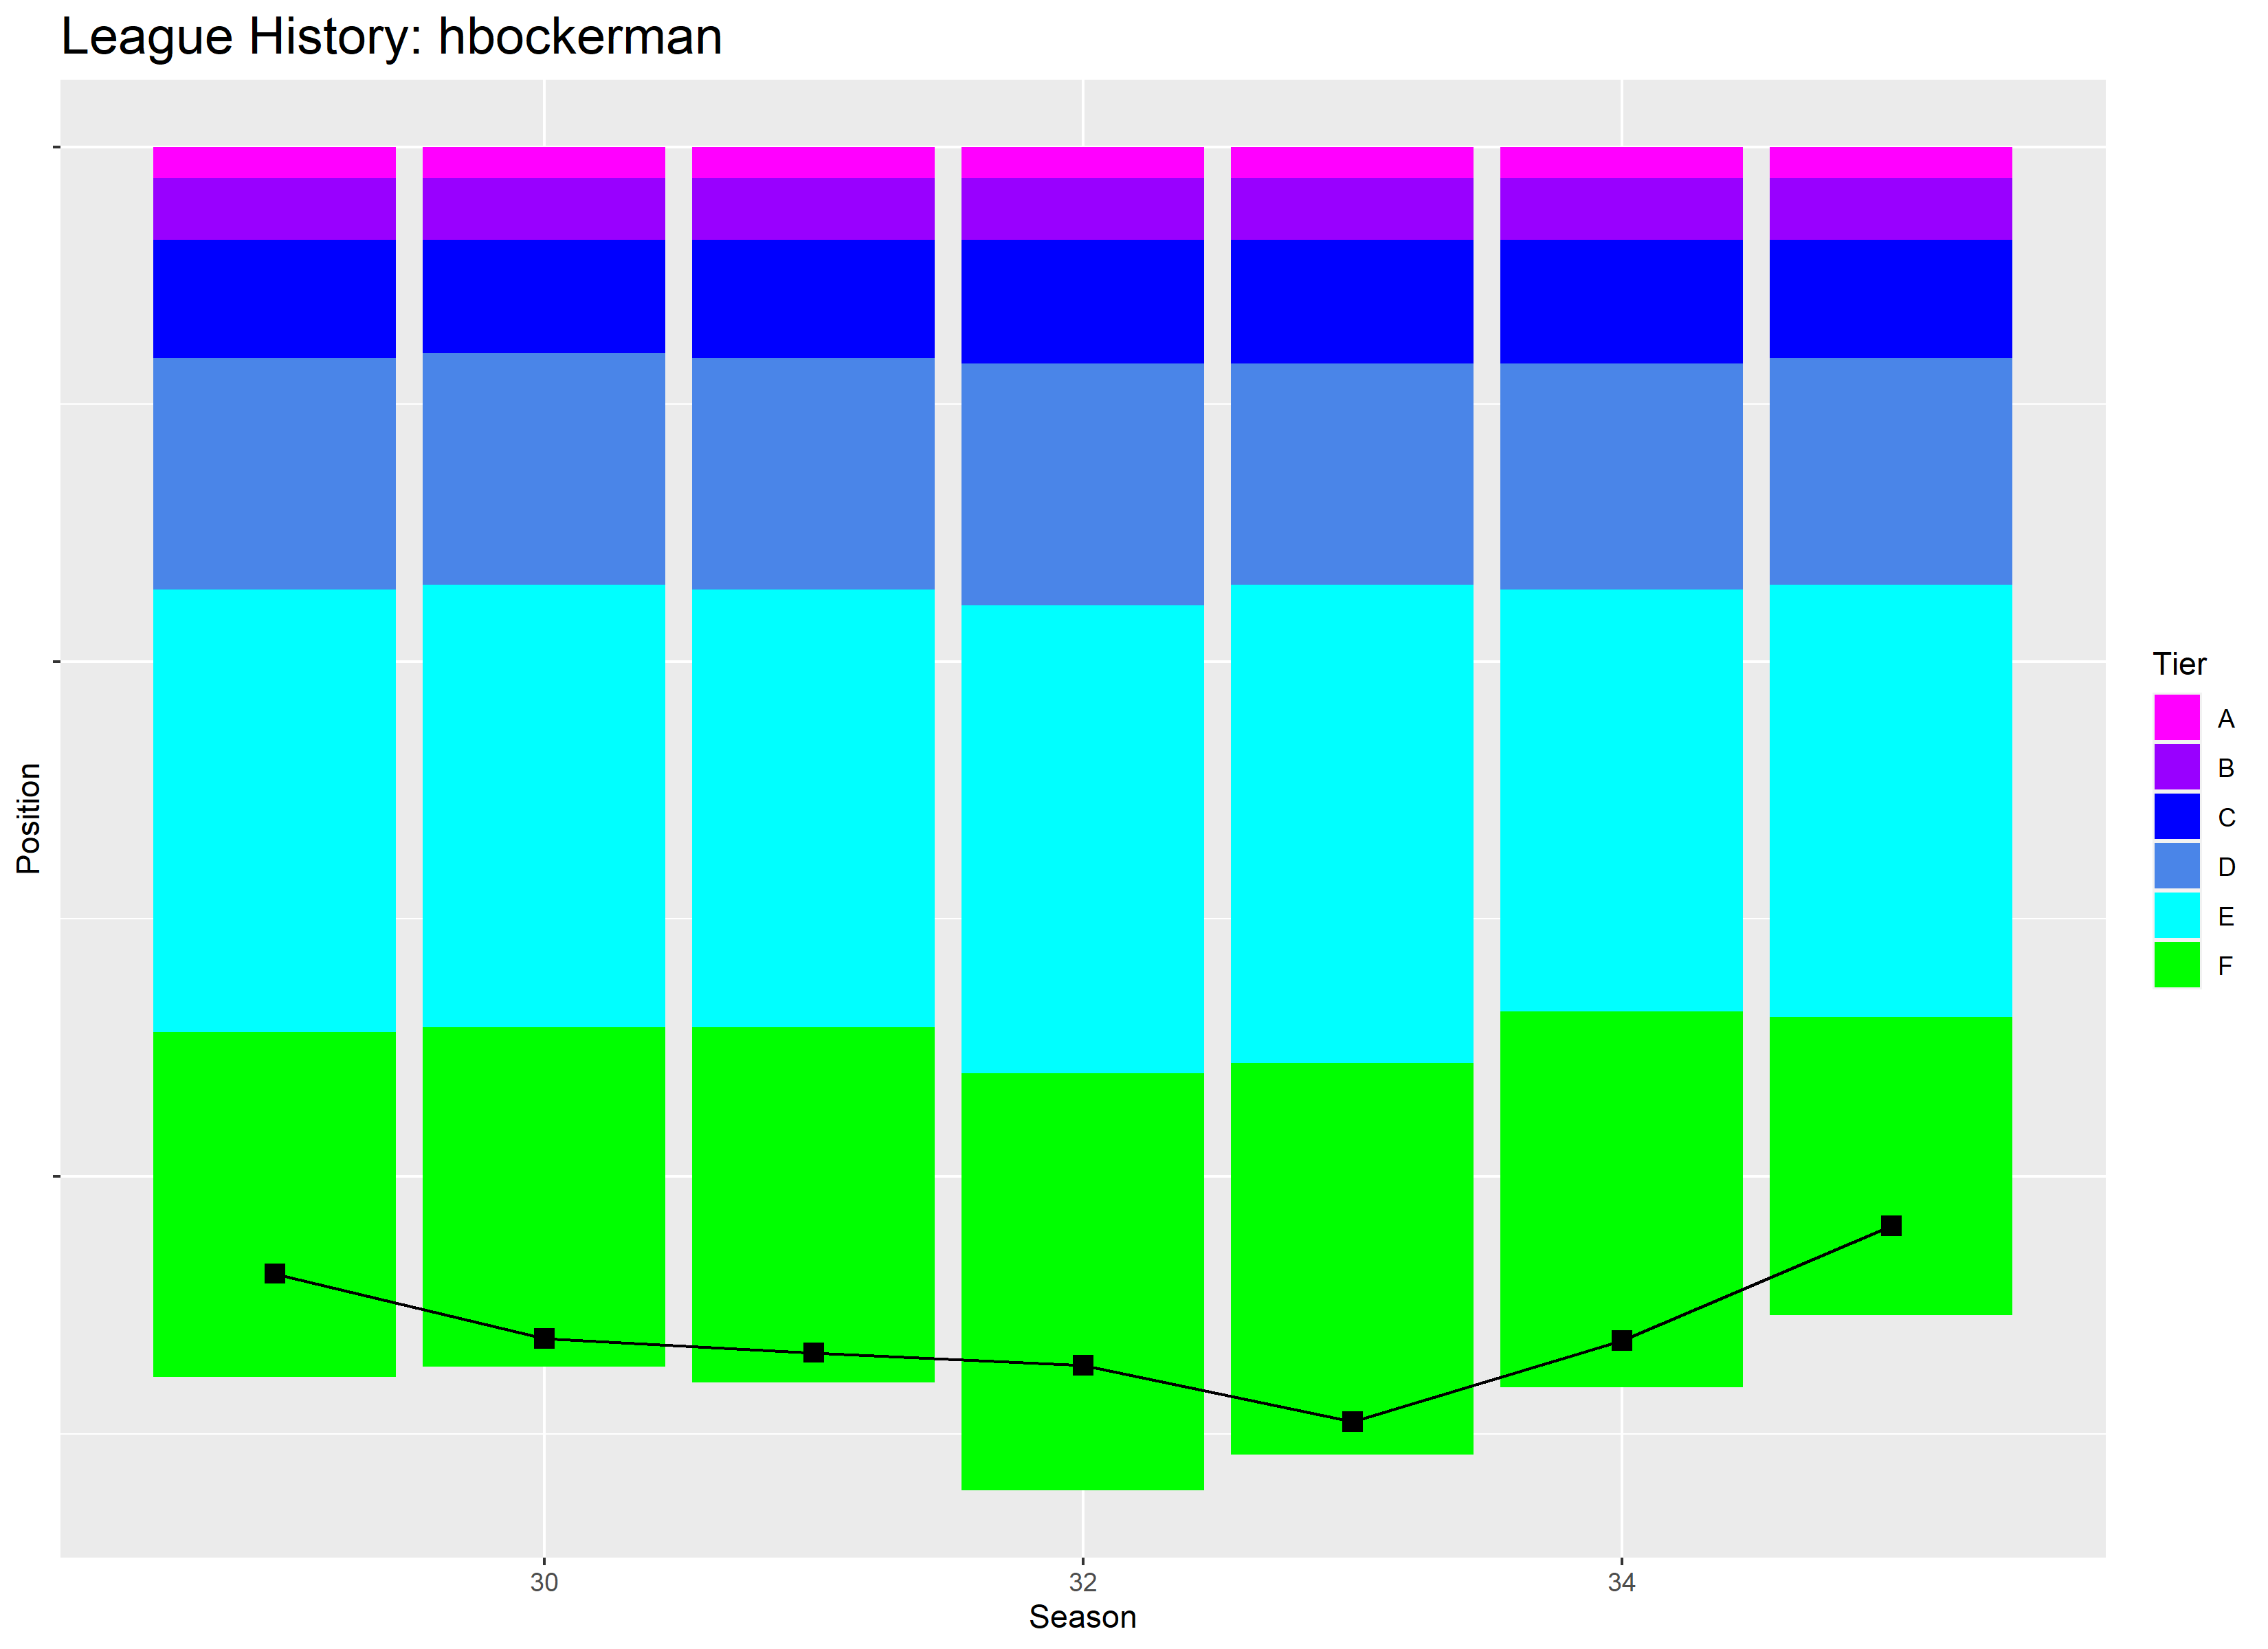 League History: hbockerman
Position
30
32
34
Season
Tier
A
B
C
D
E
F